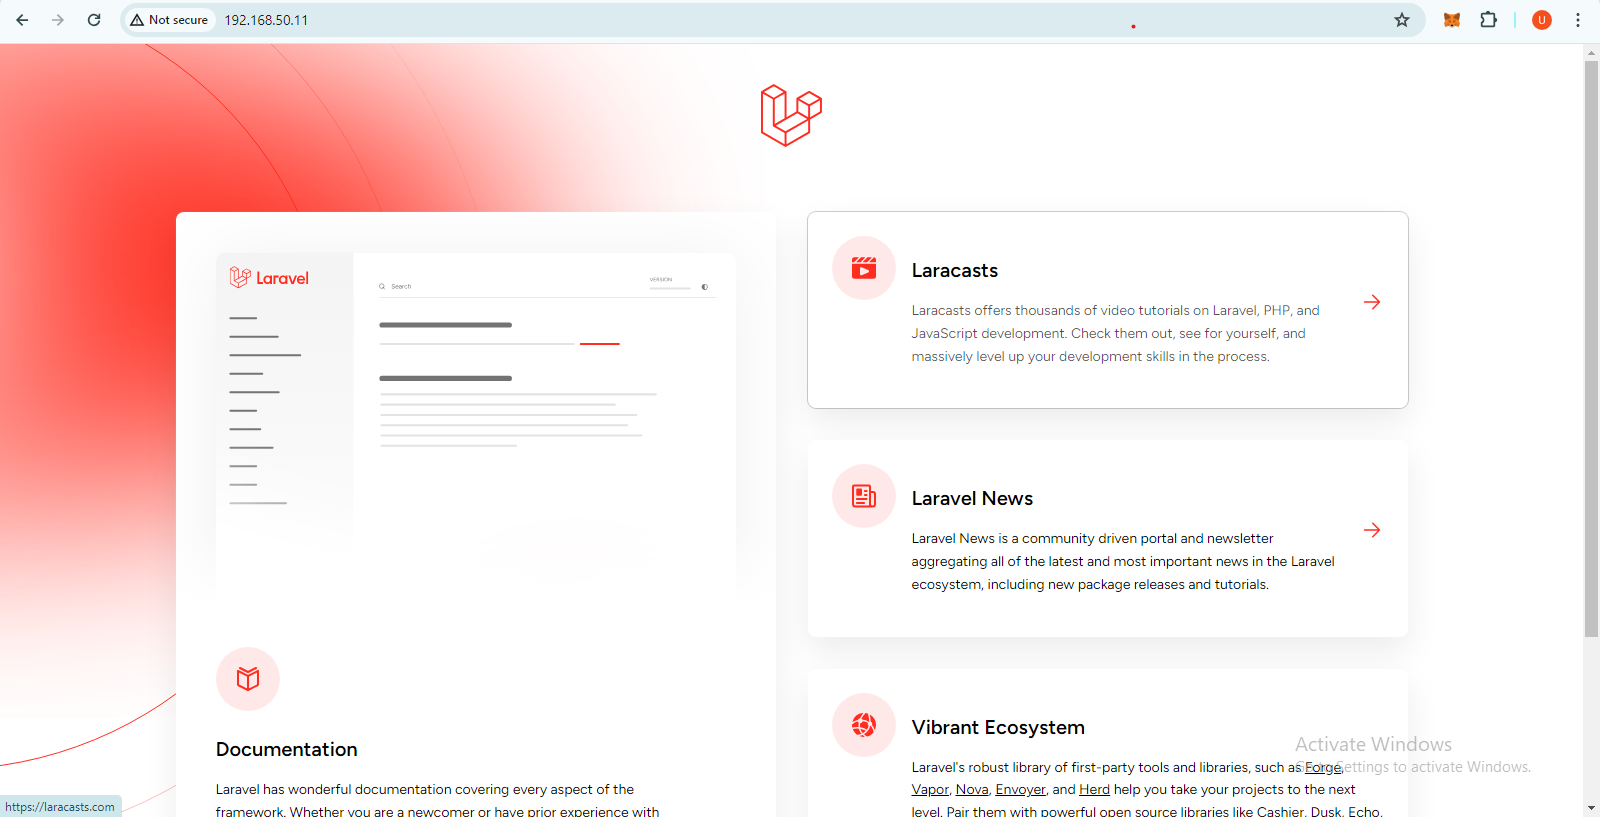 Not secure
192.168.50.11
U
Laravel
Search
VERSION
Laracasts
Laracasts offers thousands of video tutorials on Laravel, PHP, and
JavaScript development. Check them out, see for yourself, and
massively level up your development skills in the process.
Laravel News
Laravel News is a community driven portal and newsletter
aggregating all of the latest and most important news in the Laravel
ecosystem, including new package releases and tutorials.
Documentation
Laravel has wonderful documentation covering every aspect of the
framework. Whether you are a newcomer or have prior experience with
Vibrant Ecosystem
Laravel's robust library of first-party tools and libraries, such as Forge,
Vapor, Nova, Envoyer, and Herd help you take your projects to the next
level. Pair them with powerful open source libraries like Cashier, Dusk, Echo,
Activate Windows
Go to Settings to activate Windows.
https://laracasts.com